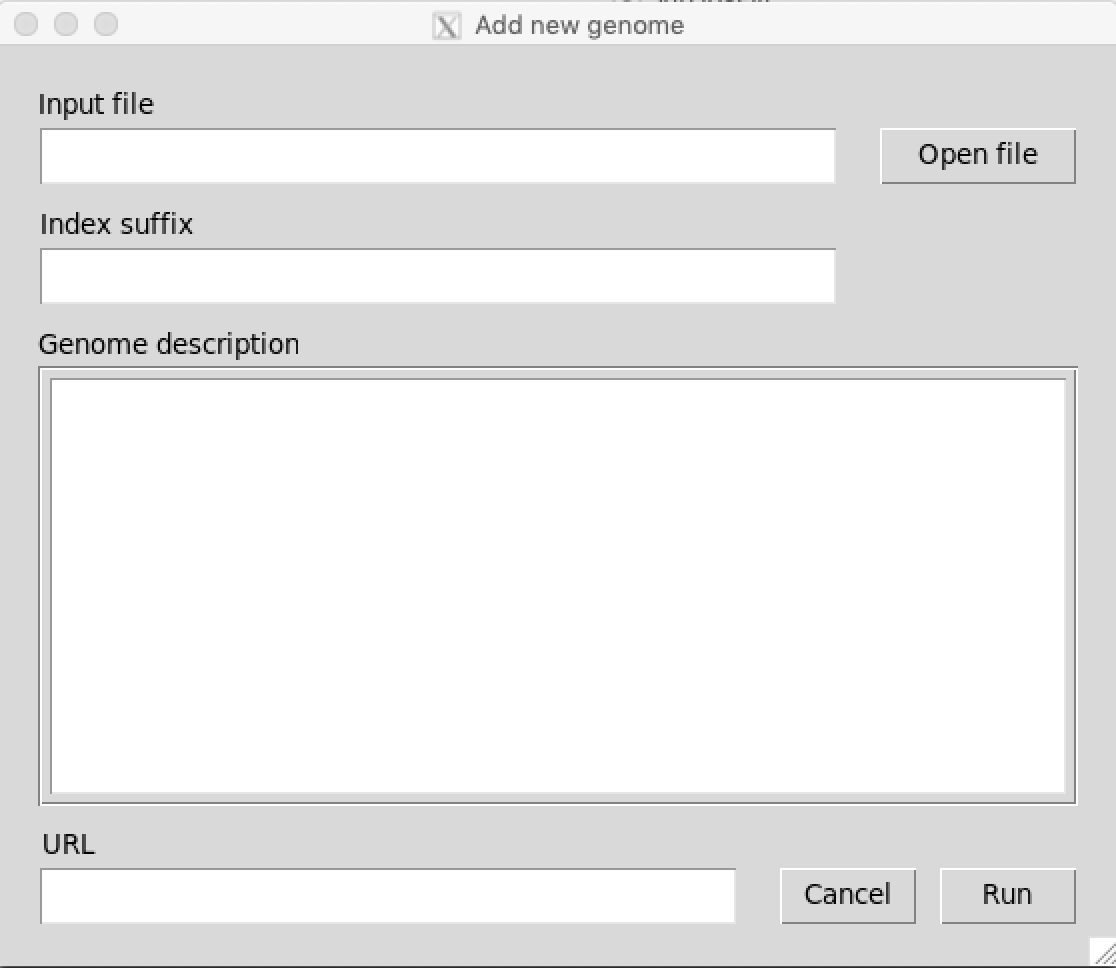 Add new genome
Input file
Open file
Index suffix
Genome description
URL
Cancel
Run